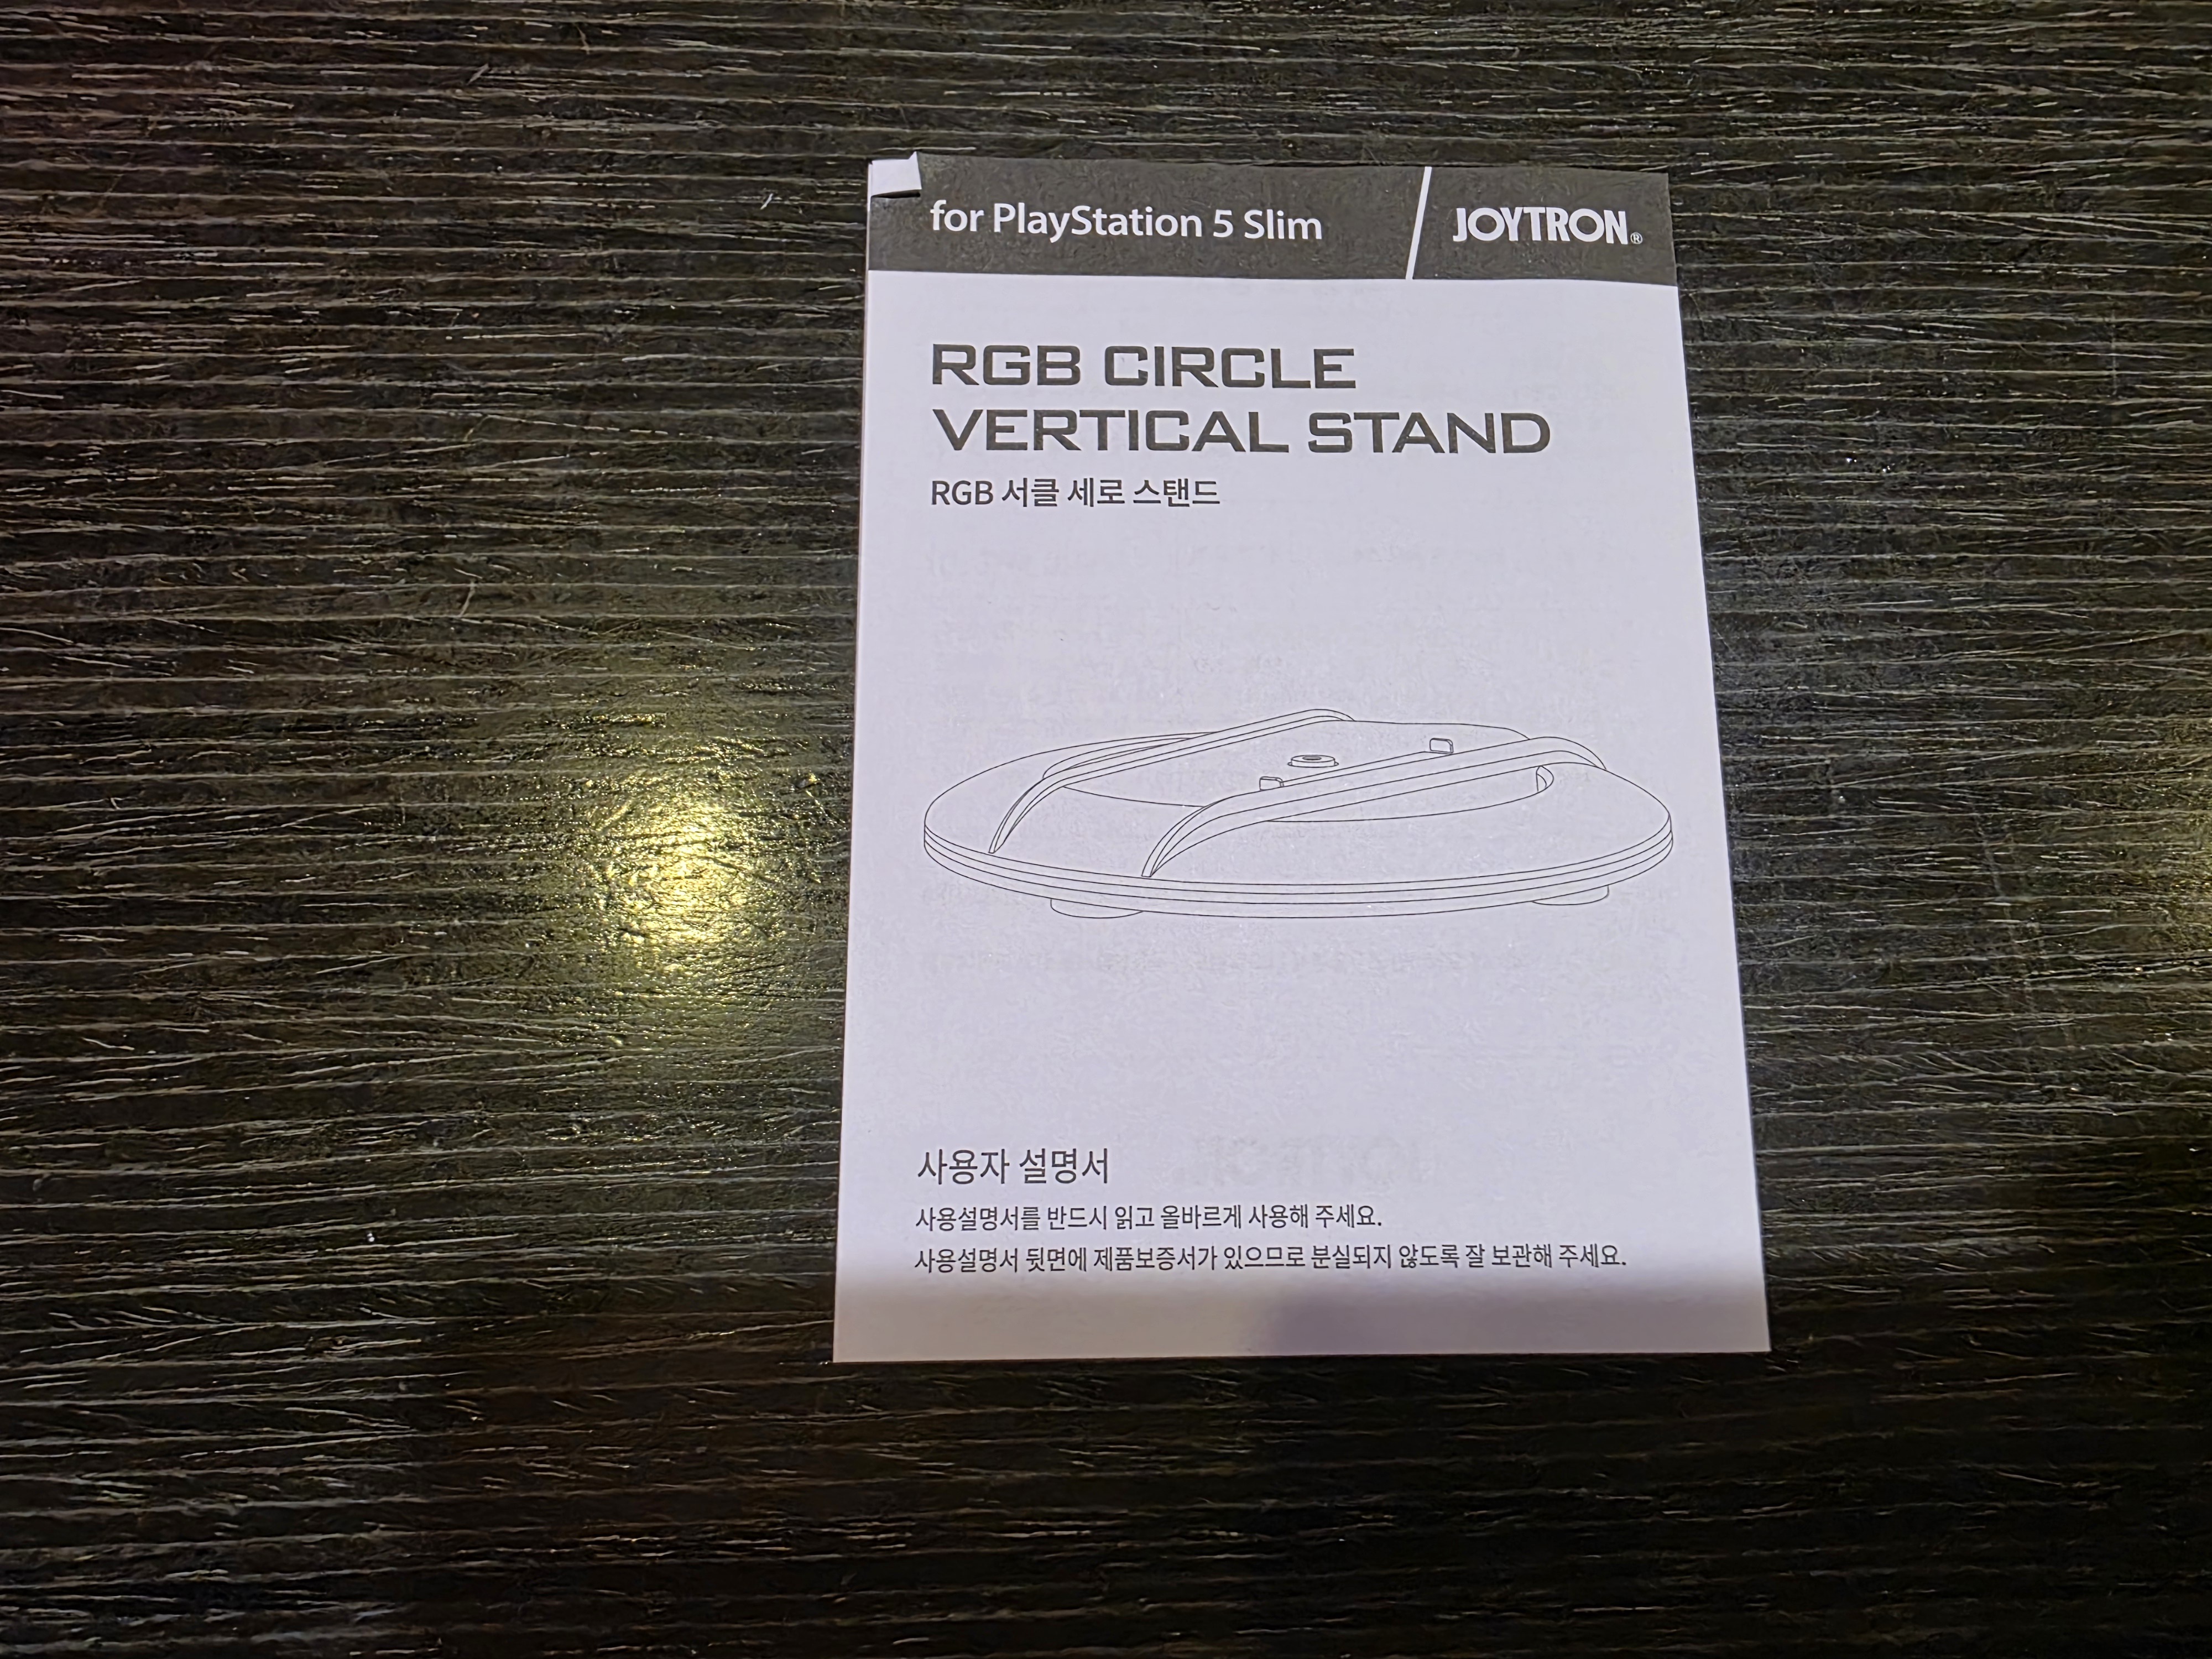 for PlayStation 5 Slim
JOYTRON®
RGB CIRCLE
VERTICAL STAND
RGB 서클 세로 스탠드
사용자 설명서
사용설명서를 반드시 읽고 올바르게 사용해 주세요.
사용설명서 뒷면에 제품보증서가 있으므로 분실되지 않도록 잘 보관해 주세요.